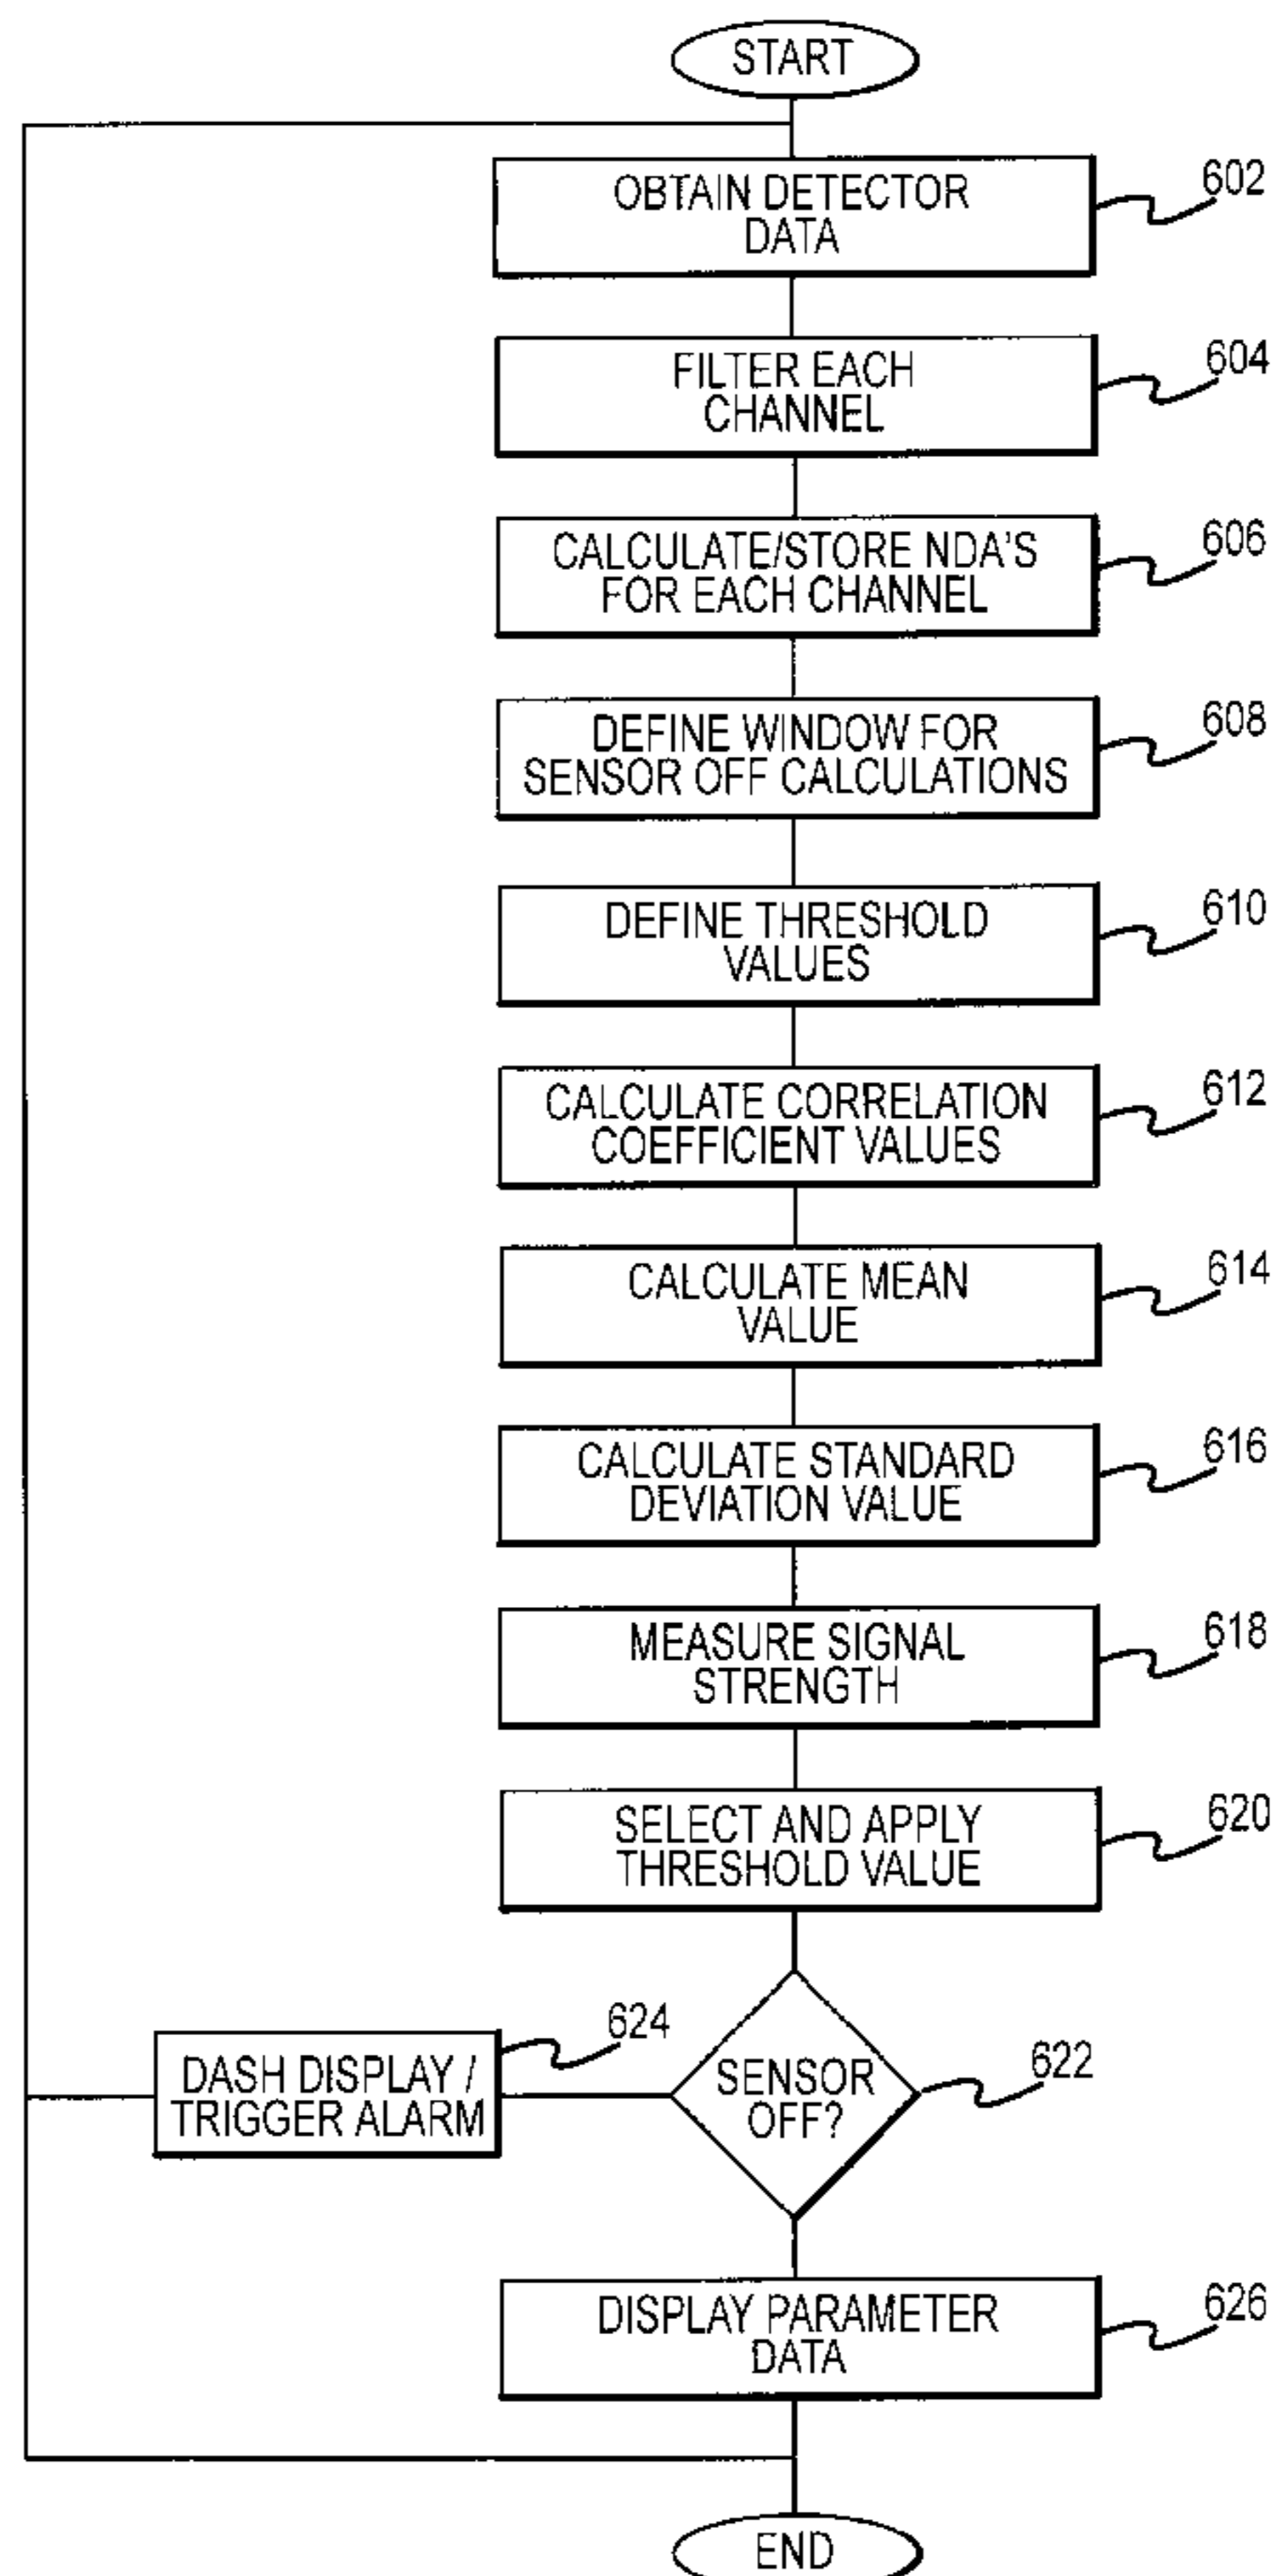 START
OBTAIN DETECTOR
DATA
602
FILTER EACH
CHANNEL
604
CALCULATE/STORE NDA'S
FOR EACH CHANNEL
606
DEFINE WINDOW FOR
SENSOR OFF CALCULATIONS
608
DEFINE THRESHOLD
VALUES
610
CALCULATE CORRELATION
COEFFICIENT VALUES
612
CALCULATE MEAN
VALUE
614
CALCULATE STANDARD
DEVIATION VALUE
616
MEASURE SIGNAL
STRENGTH
618
SELECT AND APPLY
THRESHOLD VALUE
620
DASH DISPLAY /
TRIGGER ALARM
624
SENSOR
OFF?
622
DISPLAY PARAMETER
DATA
626
END